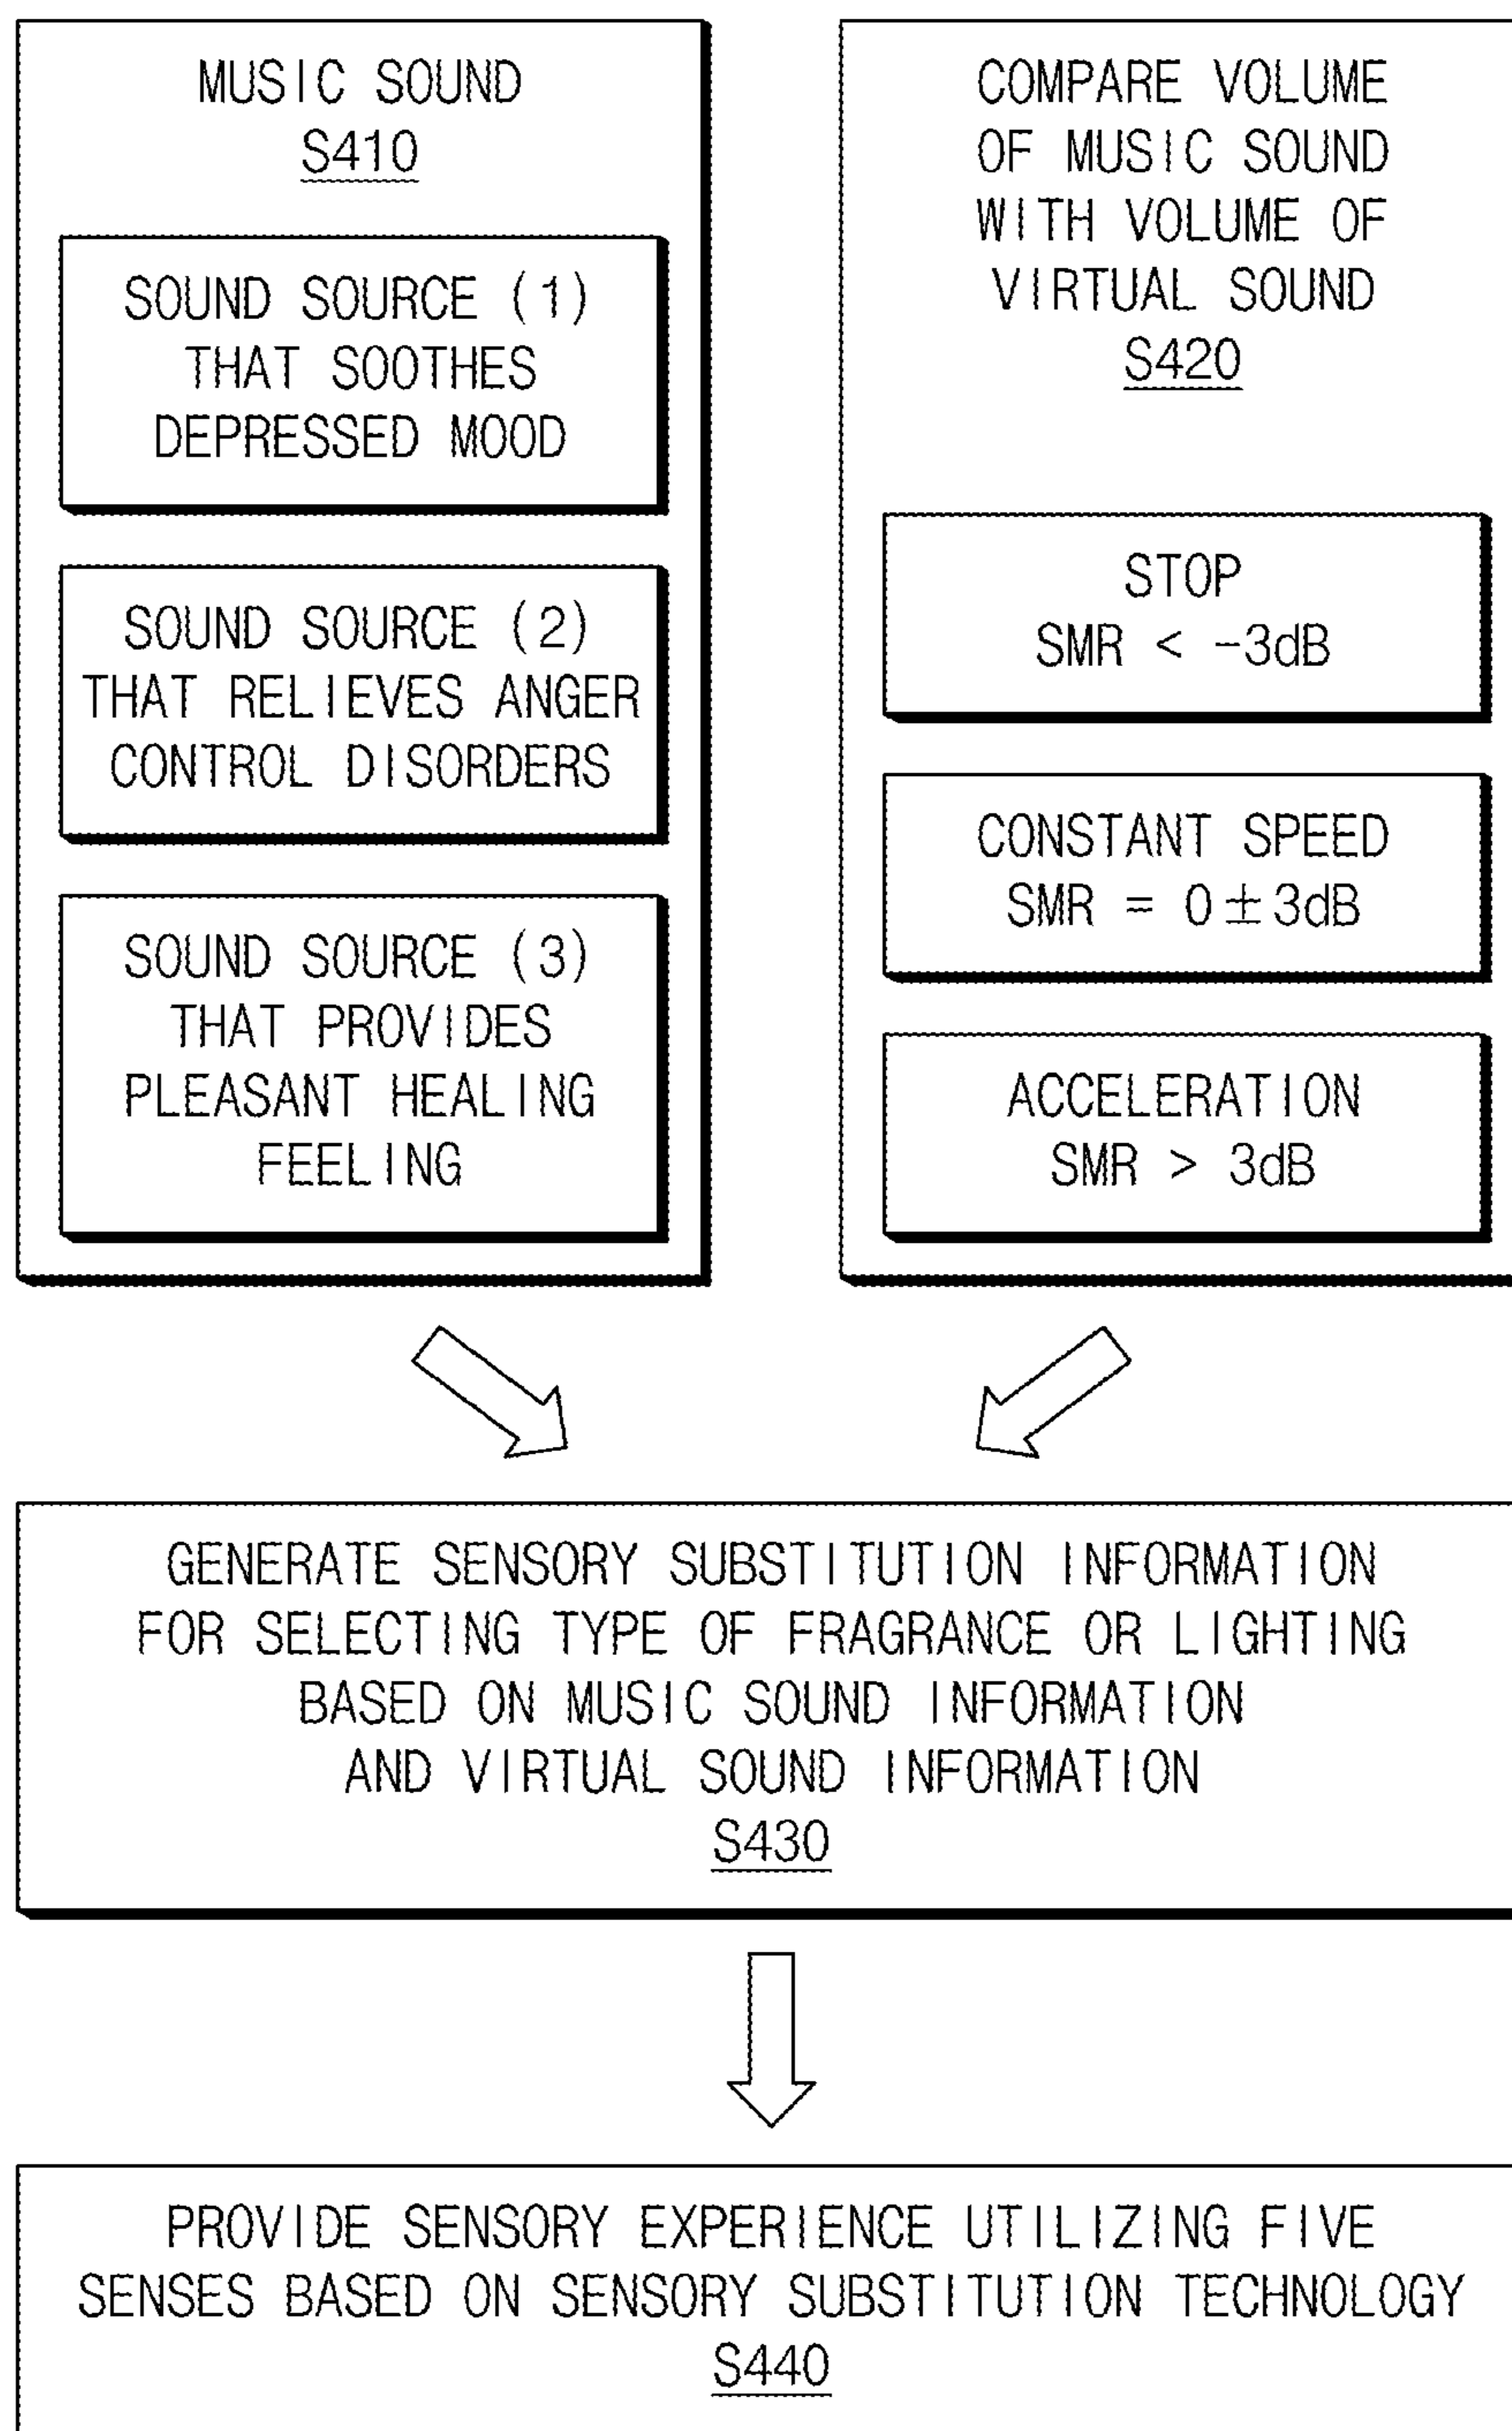 MUSIC SOUND
S410
SOUND SOURCE (1)
THAT SOOTHES
DEPRESSED MOOD
SOUND SOURCE (2)
THAT RELIEVES ANGER
CONTROL DISORDERS
SOUND SOURCE (3)
THAT PROVIDES
PLEASANT HEALING
FEELING
COMPARE VOLUME
OF MUSIC SOUND
WITH VOLUME OF
VIRTUAL SOUND
S420
STOP
SMR < -3dB
CONSTANT SPEED
SMR = 0±3dB
ACCELERATION
SMR > 3dB
GENERATE SENSORY SUBSTITUTION INFORMATION
FOR SELECTING TYPE OF FRAGRANCE OR LIGHTING
BASED ON MUSIC SOUND INFORMATION
AND VIRTUAL SOUND INFORMATION
S430
PROVIDE SENSORY EXPERIENCE UTILIZING FIVE
SENSES BASED ON SENSORY SUBSTITUTION TECHNOLOGY
S440